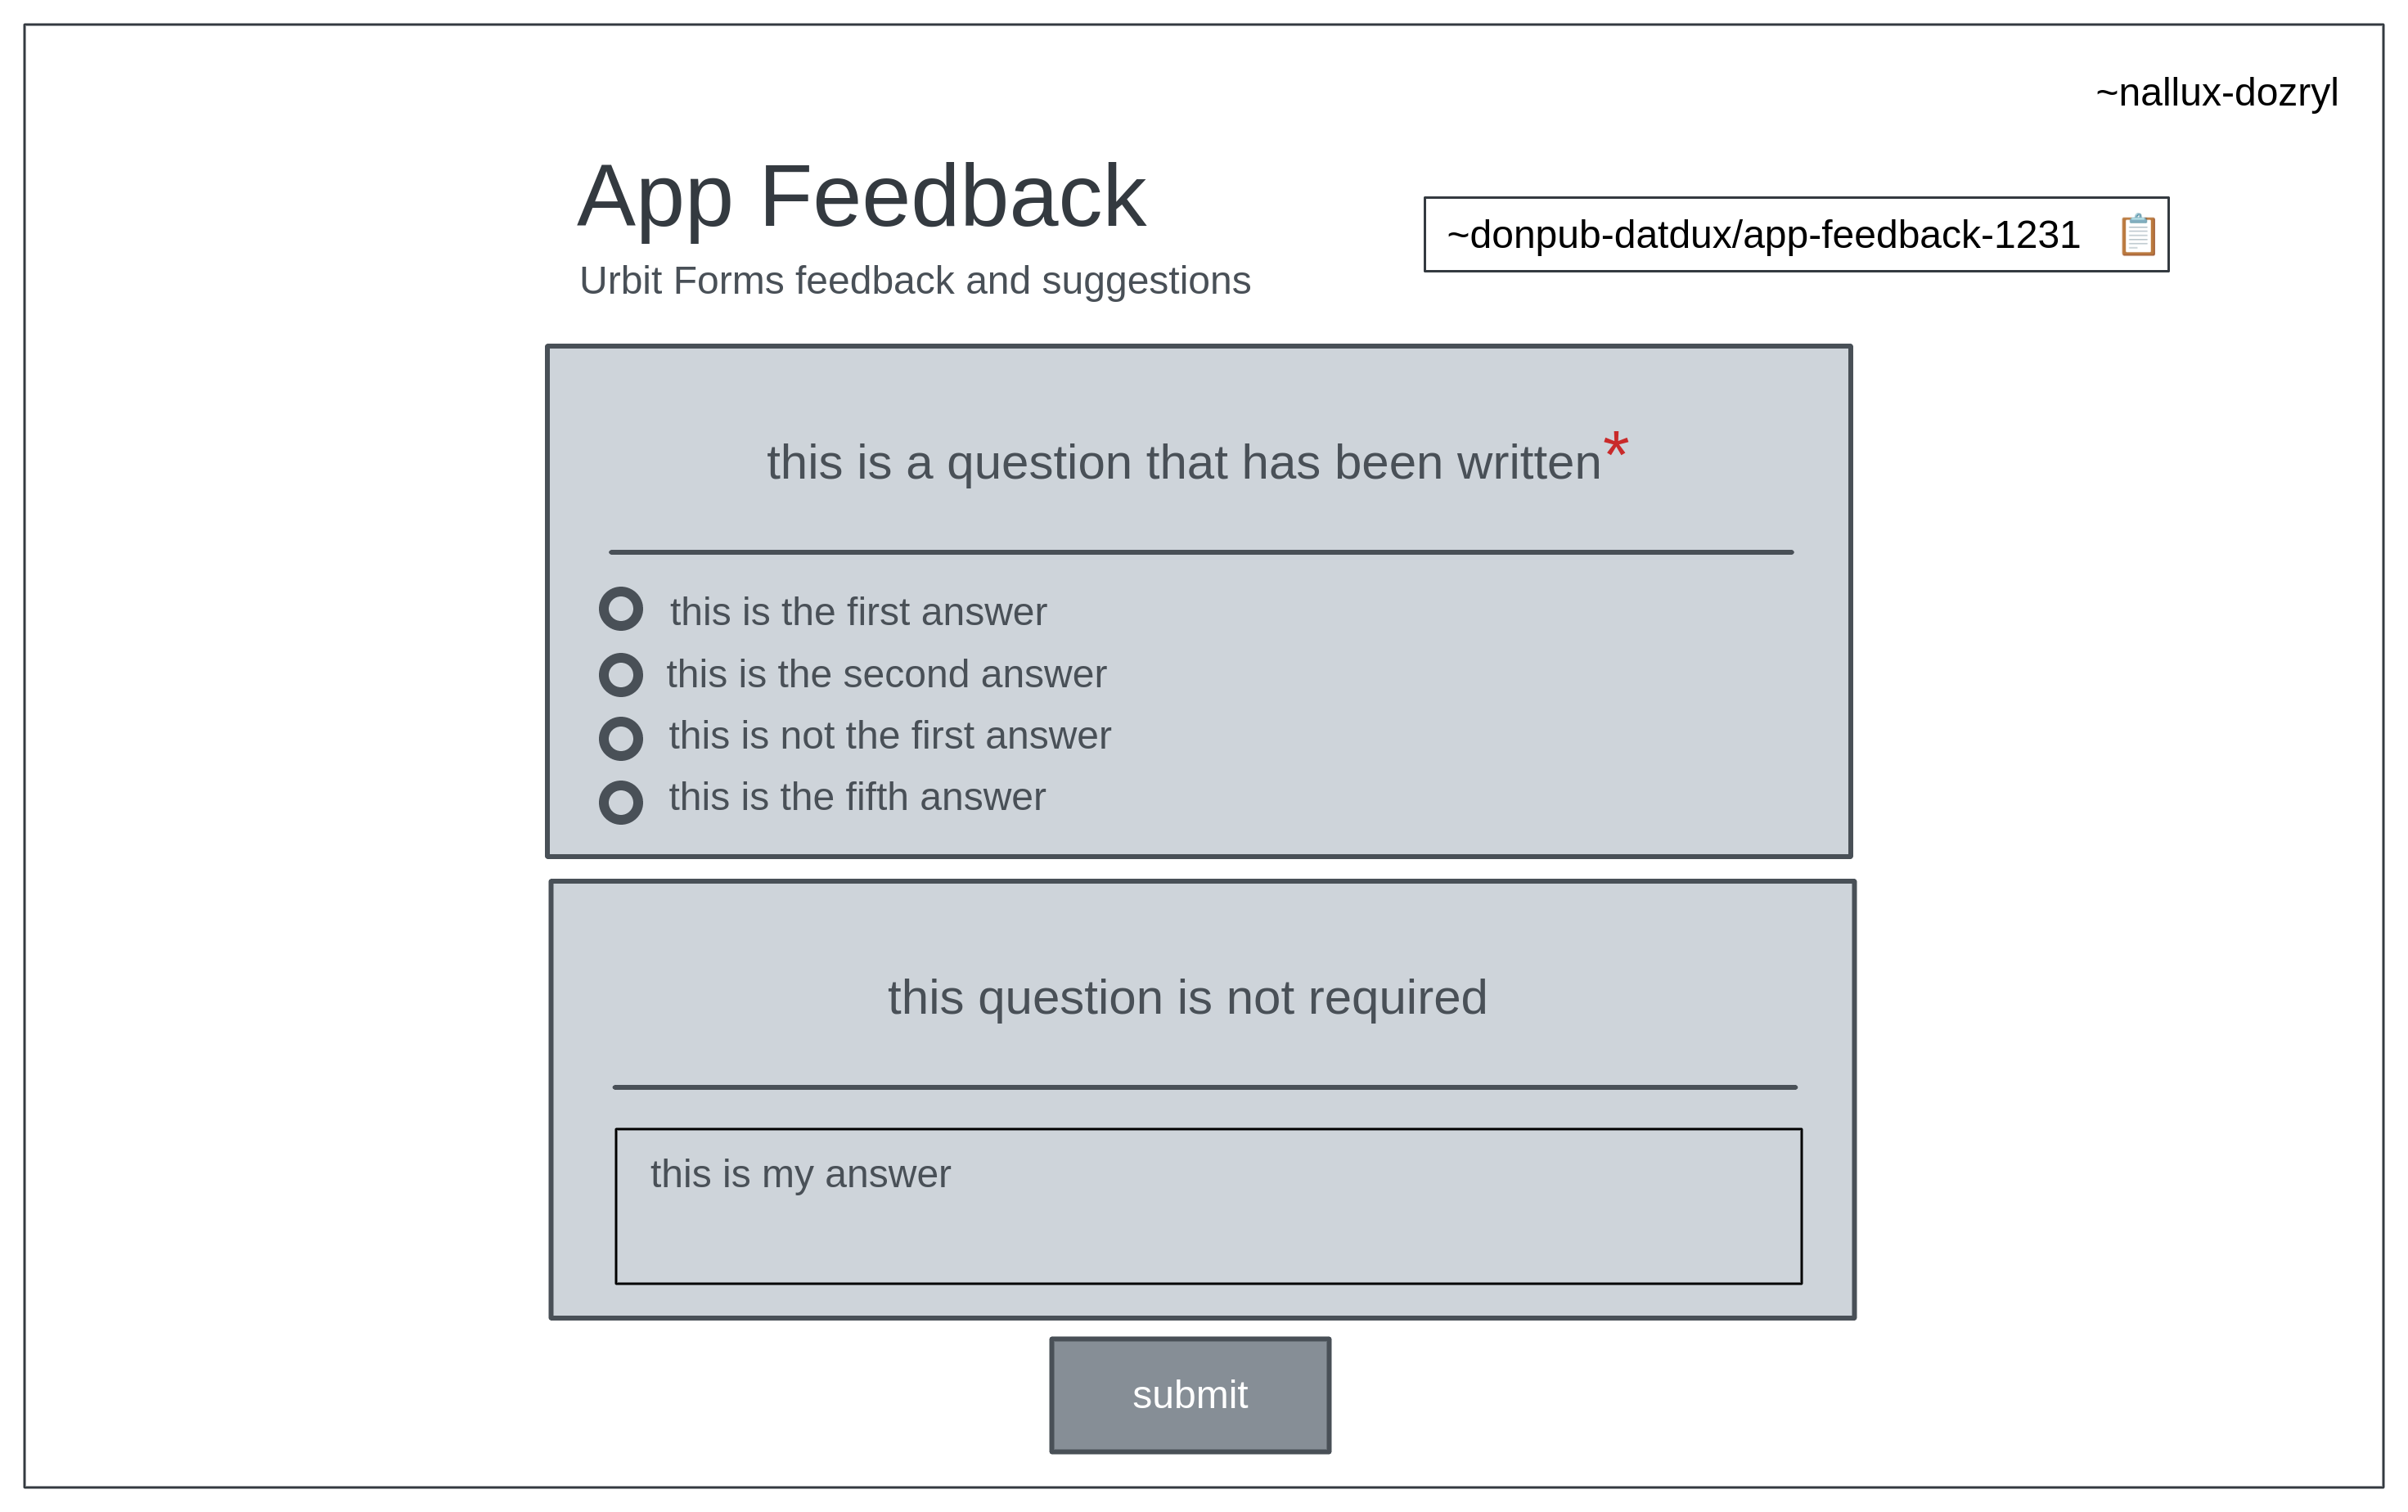 ~nallux-dozryl
App Feedback
~donpub-datdux/app-feedback-1231
Urbit Forms feedback and suggestions
this is a question that has been written*
this is the first answer
this is the second answer
this is not the first answer
this is the fifth answer
this question is not required
this is my answer
submit